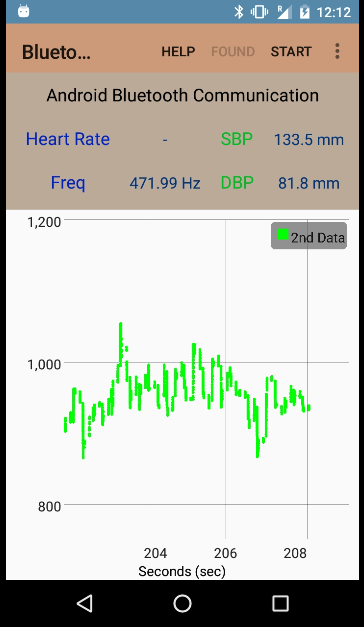 R 12:12
Blueto... HELP FOUND START
Android Bluetooth Communication
Heart Rate - SBP 133.5 mm
Freq 471.99 Hz DBP 81.8 mm
1,200
2nd Data
1,000
800
204 206 208
Seconds (sec)